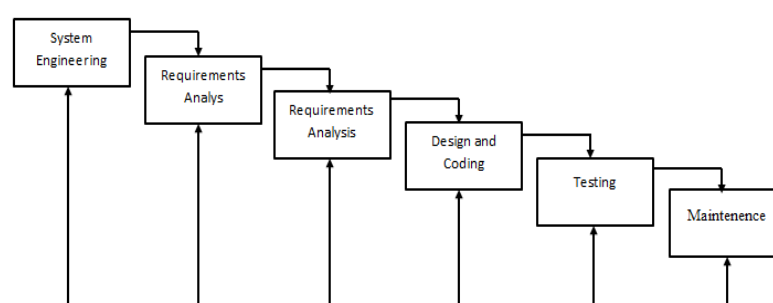 System
Engineering
Requirements
Analys
Requirements
Analysis
Design and
Coding
Testing
Maintenence